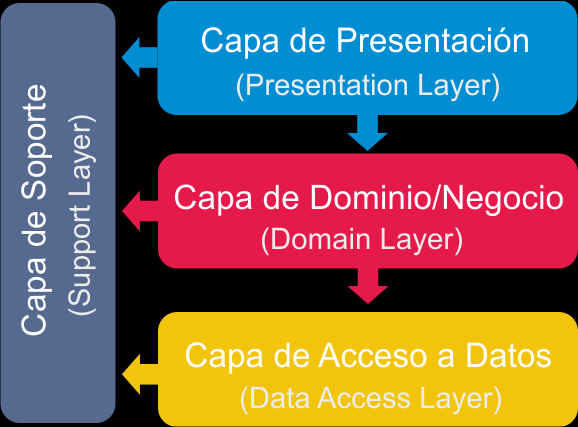 Capa de Soporte
(Support Layer)
Capa de Presentación
(Presentation Layer)
Capa de Dominio/Negocio
(Domain Layer)
Capa de Acceso a Datos
(Data Access Layer)